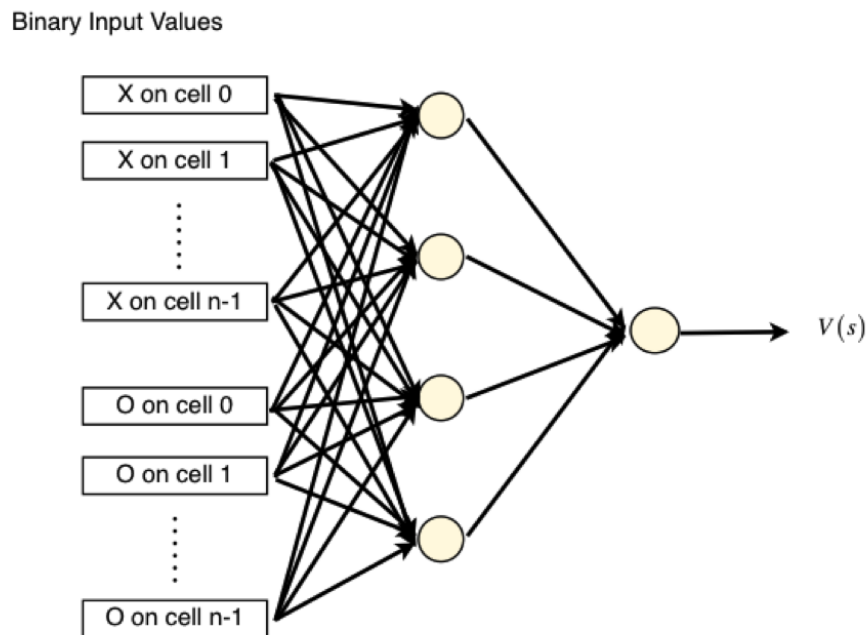 Binary Input Values
X on cell 0
X on cell 1
X on cell n-1
O on cell 0
O on cell 1
O on cell n-1
V(s)